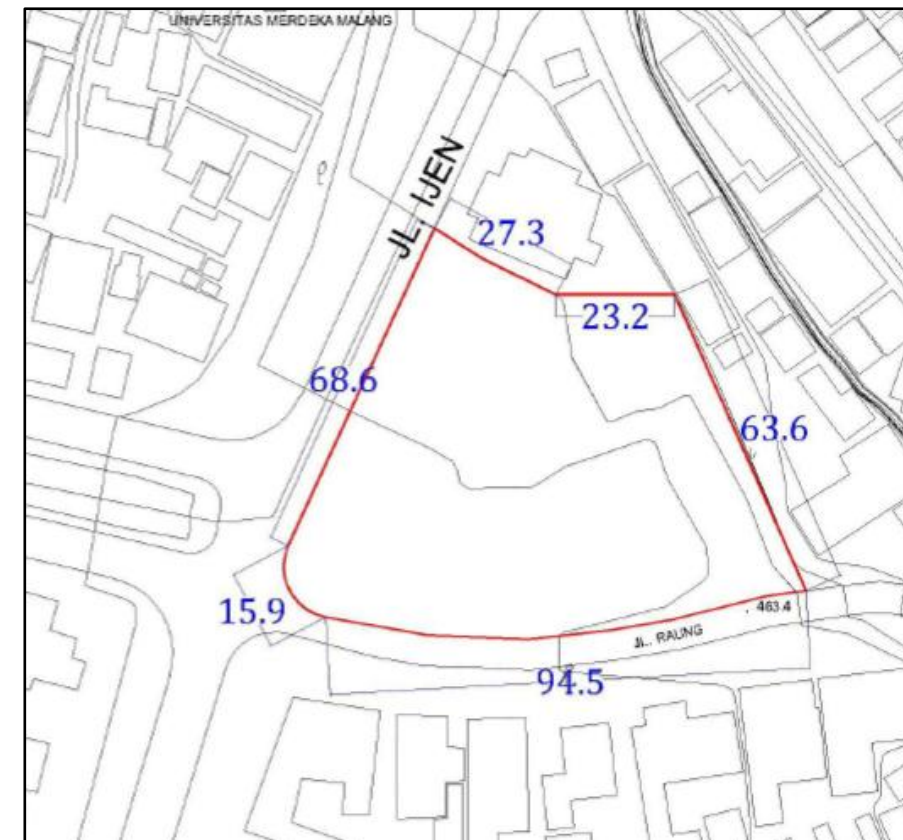 UNIVERSITAS MERDEKA MALANG
JL. IJEN
27.3
23.2
68.6
63.6
15.9
463.4
JL. RAUNG
94.5